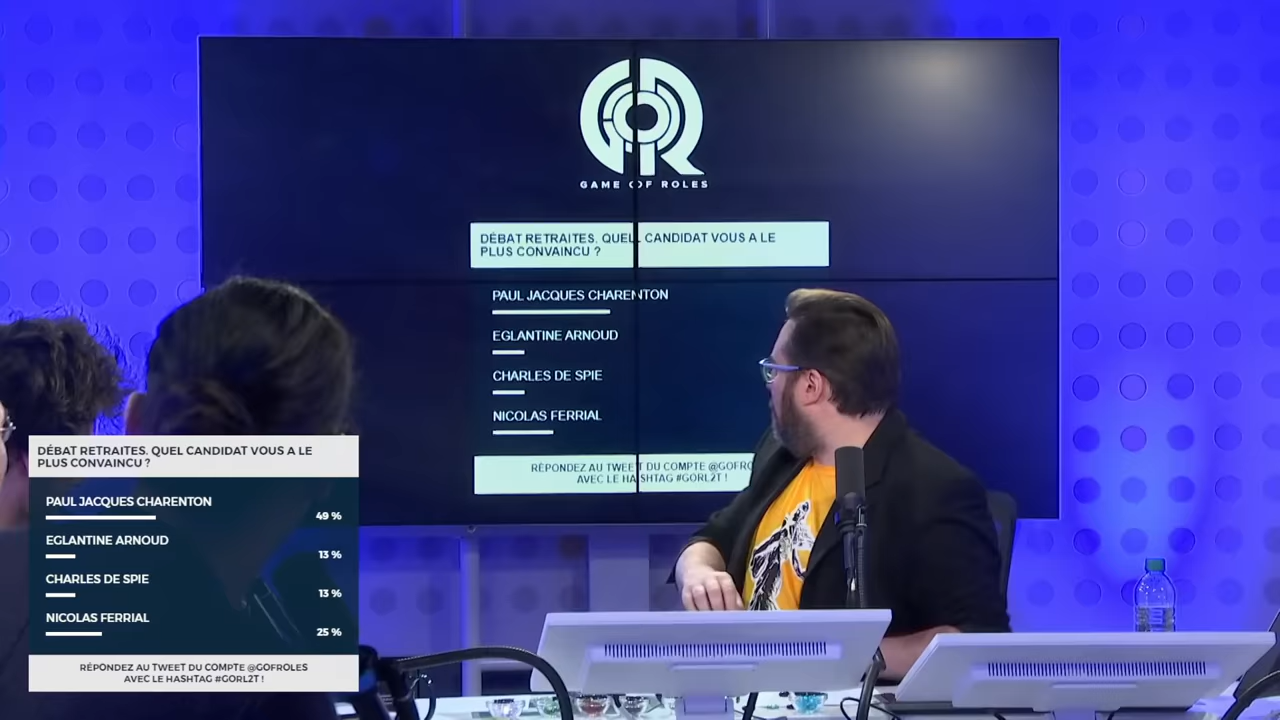 GAME OF ROLES
DÉBAT RETRAITES. QUEL CANDIDAT VOUS A LE
PLUS CONVAINCU ?
PAUL JACQUES CHARENTON
EGLANTINE ARNOUD
CHARLES DE SPIE
NICOLAS FERRIAL
RÉPONDEZ AU TWEET DU COMPTE @GOFRO
AVEC LE HASHTAG #GORL2T !
DÉBAT RETRAITES. QUEL CANDIDAT VOUS A LE
PLUS CONVAINCU ?
PAUL JACQUES CHARENTON
49 %
EGLANTINE ARNOUD
13 %
CHARLES DE SPIE
13 %
NICOLAS FERRIAL
25 %
RÉPONDEZ AU TWEET DU COMPTE @GOFROLES
AVEC LE HASHTAG #GORL2T !